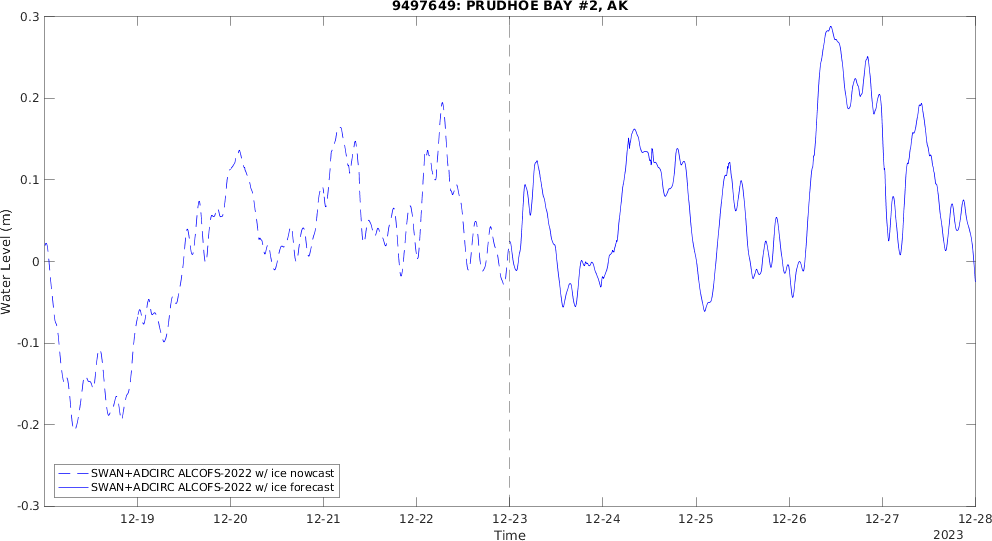 9497649: PRUDHOE BAY #2, AK
0.3
0.2
0.1
0
-0.1
-0.2
-0.3
Water Level (m)
SWAN+ADCIRC ALCOFS-2022 w/ ice nowcast
SWAN+ADCIRC ALCOFS-2022 w/ ice forecast
12-19 12-20 12-21 12-22 12-23 12-24 12-25 12-26 12-27 12-28
Time
2023